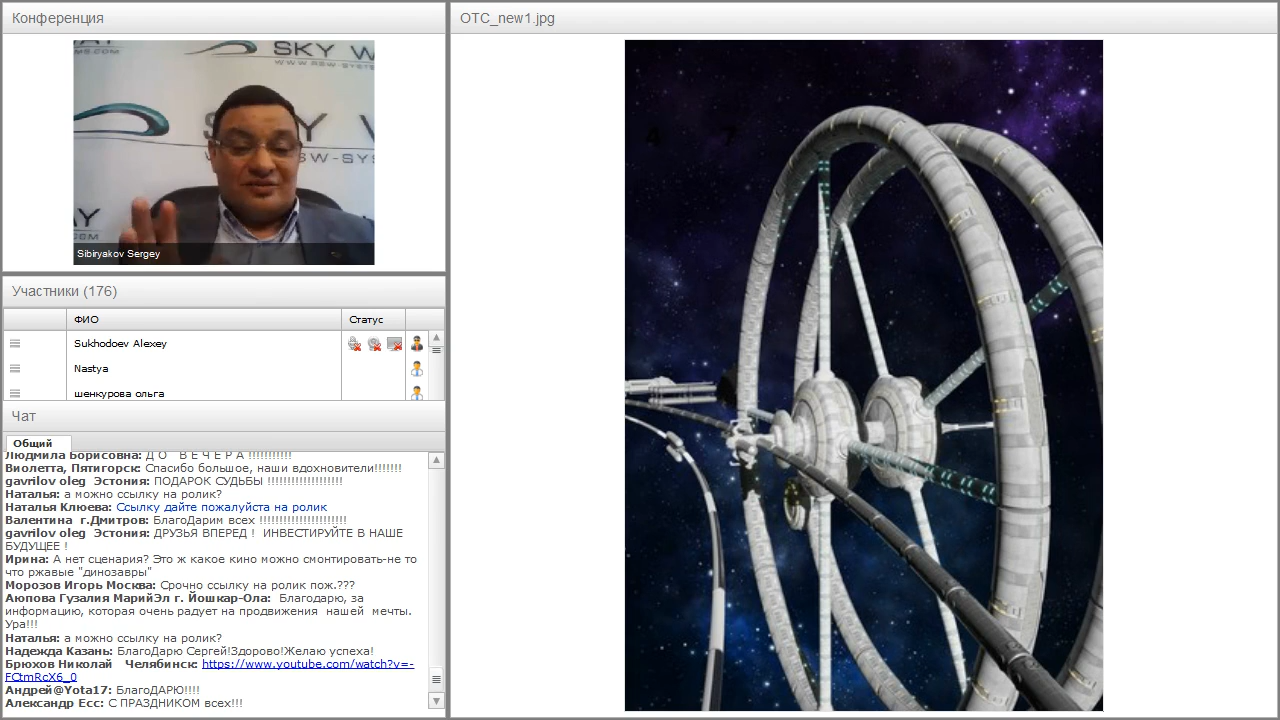 Конференция
OTC_new1.jpg
SKY W
WWW.RSW-SYSTEMS
Sibiryakov Sergey
Участники (176)
ФИО
Статус
Sukhodoev Alexey
Nastya
шенкурова ольга
Чат
Общий
Людмила Борисовна: Д О В Е Ч Е Р А !!!!!!!!!!!
Виолетта, Пятигорск: Спасибо большое, наши вдохновители!!!!!!!
gavrilov oleg Эстония: ПОДАРОК СУДЬБЫ !!!!!!!!!!!!!!!!!!!
Наталья: а можно ссылку на ролик?
Наталья Клюева: Ссылку дайте пожалуйста на ролик
Валентина г.Дмитров: БлагоДарим всех !!!!!!!!!!!!!!!!!!!!!!
gavrilov oleg Эстония: ДРУЗЬЯ ВПЕРЕД ! ИНВЕСТИРУЙТЕ В НАШЕ
БУДУЩЕЕ !
Ирина: А нет сценария? Это ж какое кино можно смонтировать-не то
что ржавые "динозавры"
Морозов Игорь Москва: Срочно ссылку на ролик пож.???
Аюпова Гузалия МарийЭл г. Йошкар-Ола: Благодарю, за
информацию, которая очень радует на продвижения нашей мечты.
Ура!!!
Наталья: а можно ссылку на ролик?
Надежда Казань: БлагоДарю Сергей!Здорово!Желаю успеха!
Брюхов Николай Челябинск: https://www.youtube.com/watch?v=-
FCtmRcX6_0
Андрей@Yota17: БлагоДАРю!!!!
Александр Есс: С ПРАЗДНИКОМ всех!!!